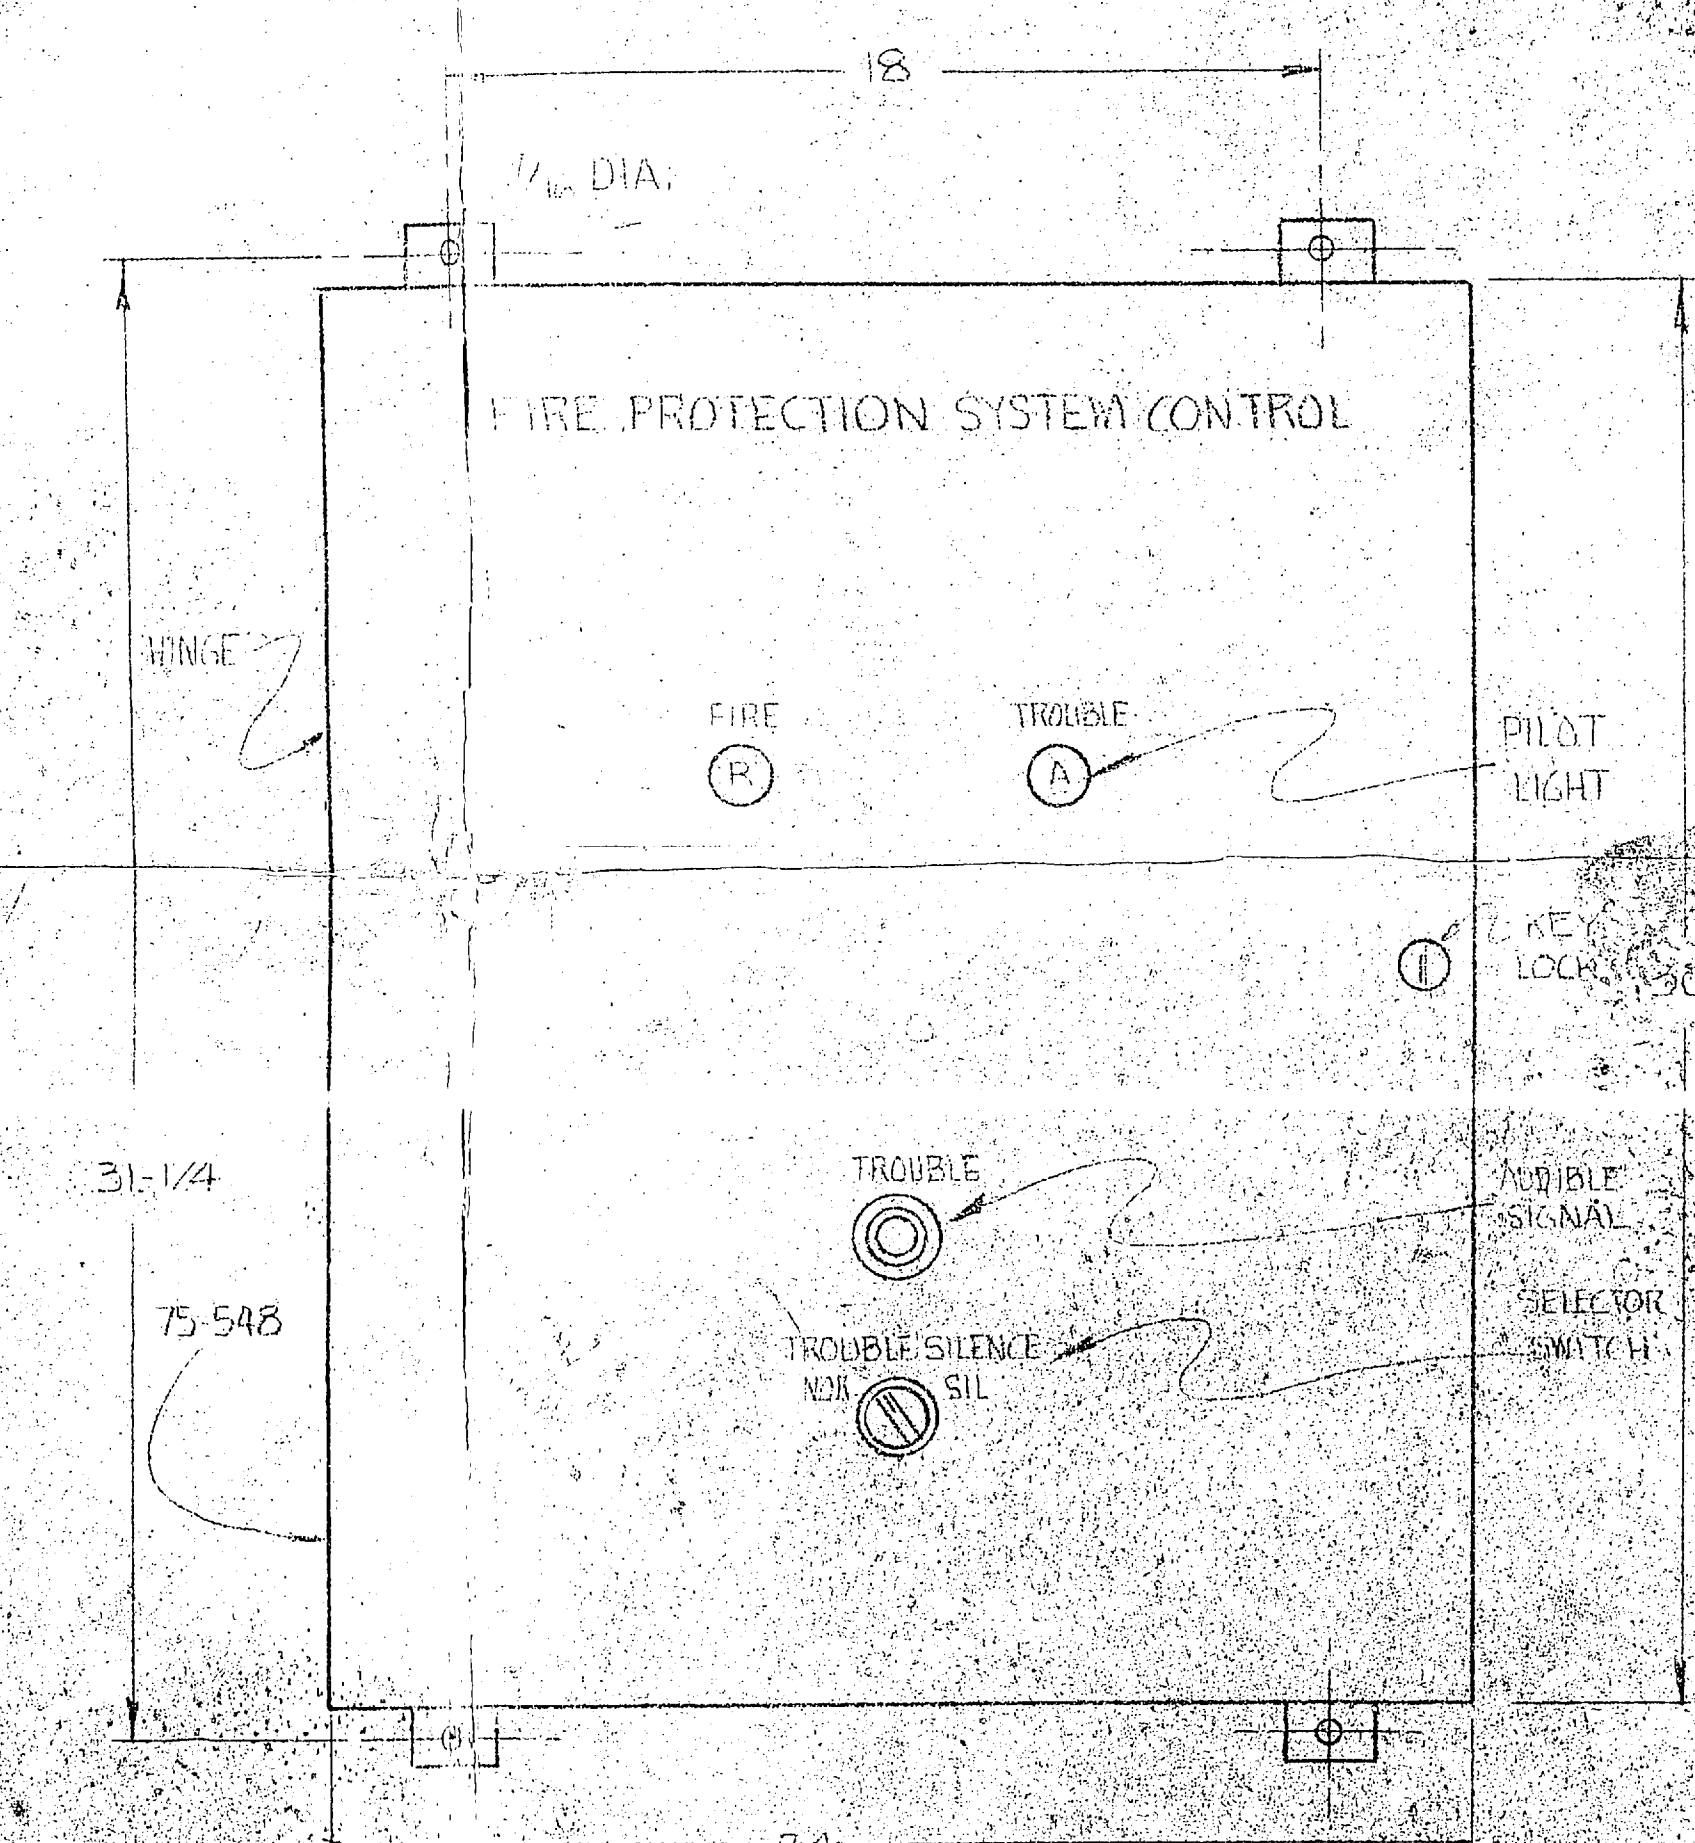 18
DIA.
FIRE PROTECTION SYSTEM CONTROL
HINGE
FIRE
TROUBLE
R
A
PILOT
LIGHT
KEY
LOCK
31-1/4
TROUBLE
AUDIBLE
SIGNAL
75-548
SELECTOR
SWITCH
TROUBLE SILENCE
NOR
SIL